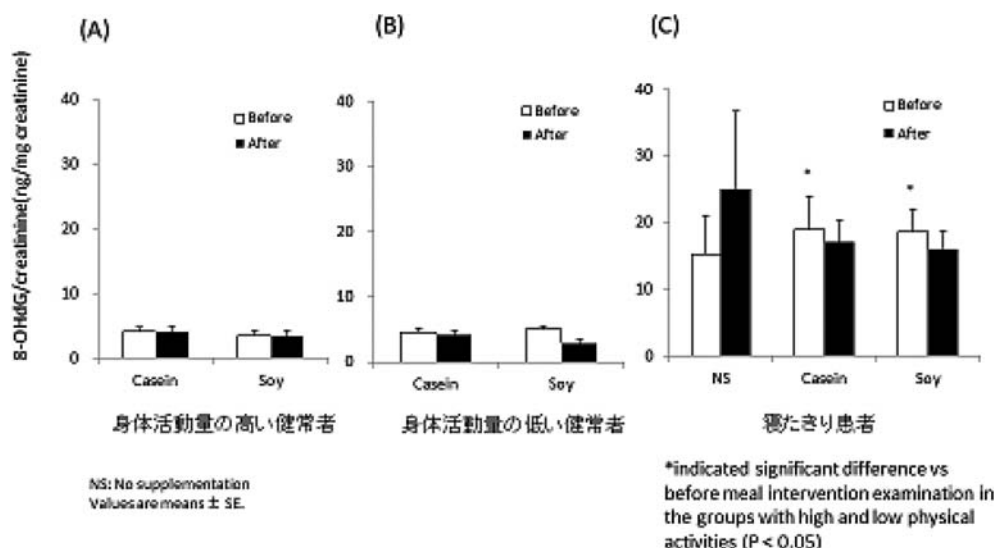 (A)
(B)
(C)
8-OHdG/creatinine(ng/mg creatinine)
40
30
20
10
0
Before
After
Casein
Soy
身体活動量の高い健常者
40
30
20
10
0
Before
After
Casein
Soy
身体活動量の低い健常者
40
30
20
10
0
Before
After
*
*
NS
Casein
Soy
寝たきり患者
NS: No supplementation
Values are means ± SE.
*indicated significant difference vs
before meal intervention examination in
the groups with high and low physical
activities (P < 0.05)